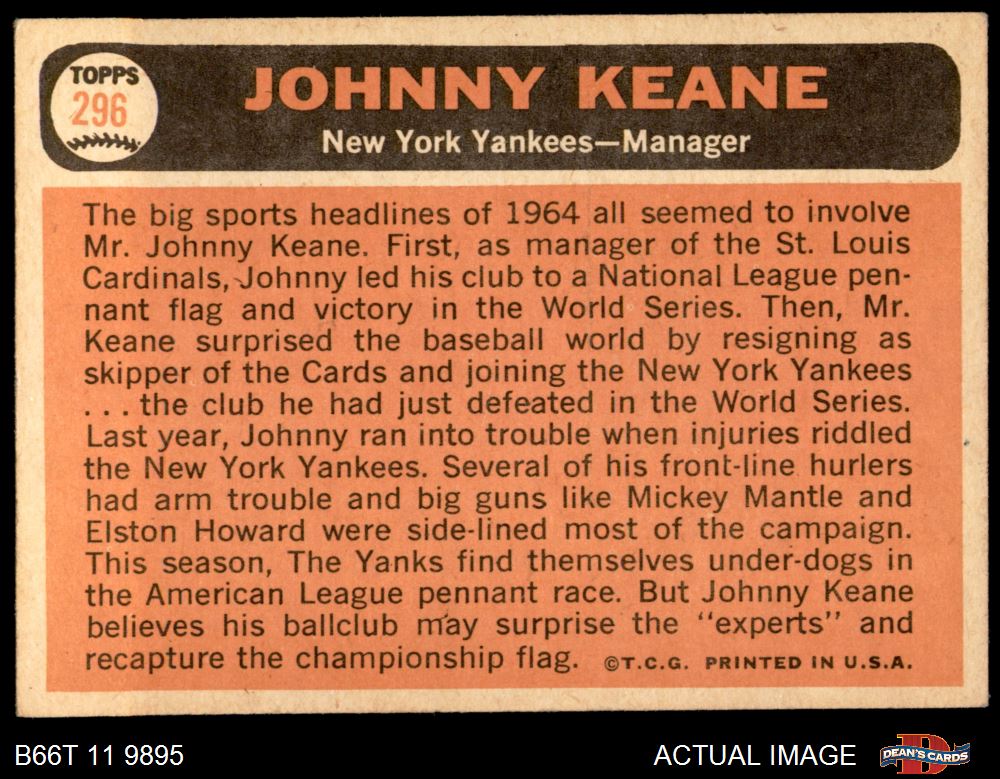 TOPPS
296
JOHNNY KEANE
New York Yankees—Manager
The big sports headlines of 1964 all seemed to involve
Mr. Johnny Keane. First, as manager of the St. Louis
Cardinals, Johnny led his club to a National League pen-
nant flag and victory in the World Series. Then, Mr.
Keane surprised the baseball world by resigning as
skipper of the Cards and joining the New York Yankees
. . . the club he had just defeated in the World Series.
Last year, Johnny ran into trouble when injuries riddled
the New York Yankees. Several of his front-line hurlers
had arm trouble and big guns like Mickey Mantle and
Elston Howard were side-lined most of the campaign.
This season, The Yanks find themselves under-dogs in
the American League pennant race. But Johnny Keane
believes his ballclub may surprise the "experts" and
recapture the championship flag. ©T.C.G. PRINTED IN U.S.A.
B66T 11 9895
ACTUAL IMAGE
D
DEAN'S CARDS